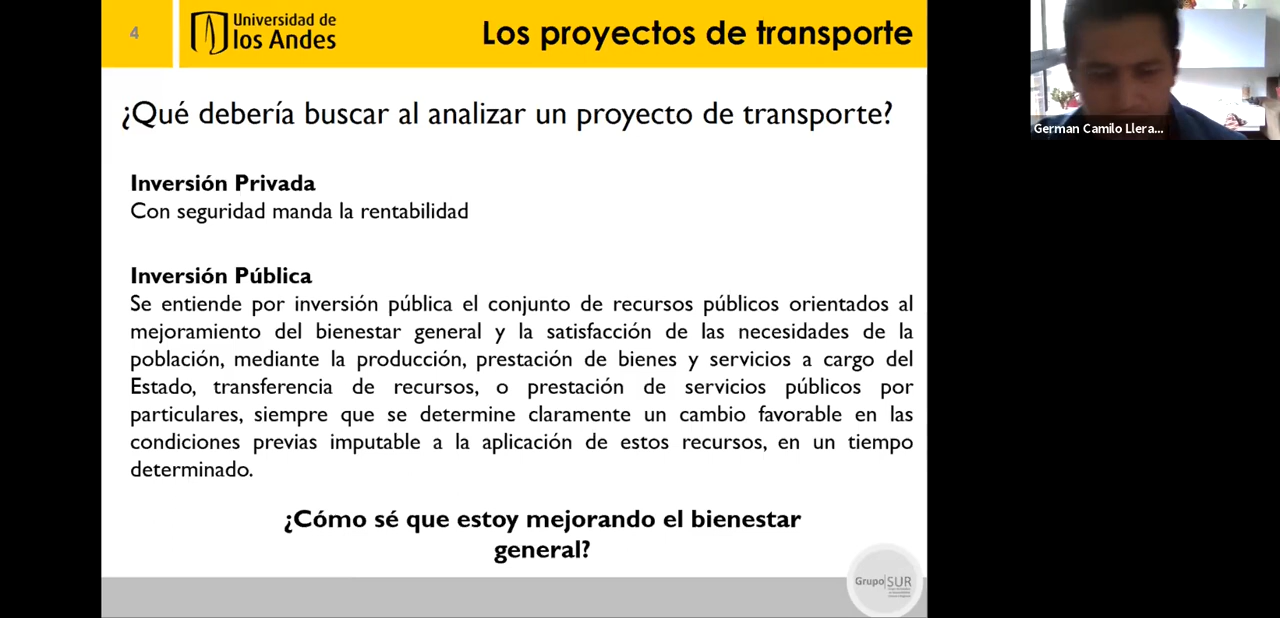 4
Universidad de
los Andes
Los proyectos de transporte
German Camilo Llera...
¿Qué debería buscar al analizar un proyecto de transporte?
Inversión Privada
Con seguridad manda la rentabilidad
Inversión Pública
Se entiende por inversión pública el conjunto de recursos públicos orientados al
mejoramiento del bienestar general y la satisfacción de las necesidades de la
población, mediante la producción, prestación de bienes y servicios a cargo del
Estado, transferencia de recursos, o prestación de servicios públicos por
particulares, siempre que se determine claramente un cambio favorable en las
condiciones previas imputable a la aplicación de estos recursos, en un tiempo
determinado.
¿Cómo sé que estoy mejorando el bienestar
general?
Grupo|SUR